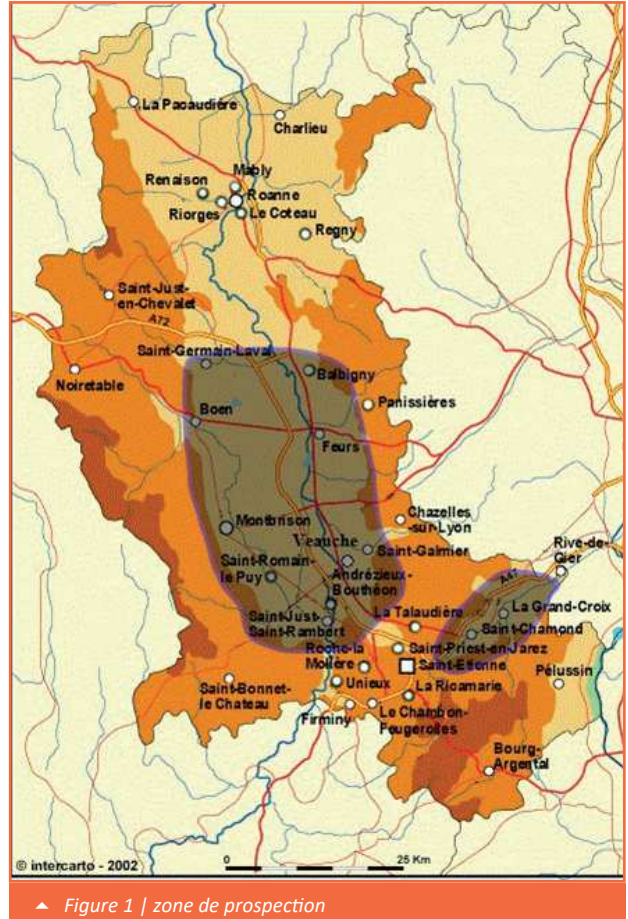 La Pacaudière
Charlieu
Mably
Renaison
Roanne
Riorges
Le Coteau
Regny
Saint-Just-
en-Chevalet
A72
Saint-Germain-Laval
Balbigny
Noiretable
Panissières
Boen
Feurs
Chazelles
-sur-Lyon
Montbrison
Veauche
Rive-de-
Gier
Saint-Galmier
Saint-Romain-
le Puy
Andrézieux-
Bouthéon
A47
La Grand-Croix
Saint-Just-
Saint-Rambert
La Talaudière
Saint-Chamond
Saint-Priest-en-Jarez
Roche-la
Molière
Saint-Etienne
Pélussin
Unieux
La Ricamarie
Saint-Bonnet-
le Chateau
Firminy
Le Chambon-
Feugerolles
Bourg-
Argental
© intercarto - 2002
0 25 Km
Figure 1 | zone de prospection